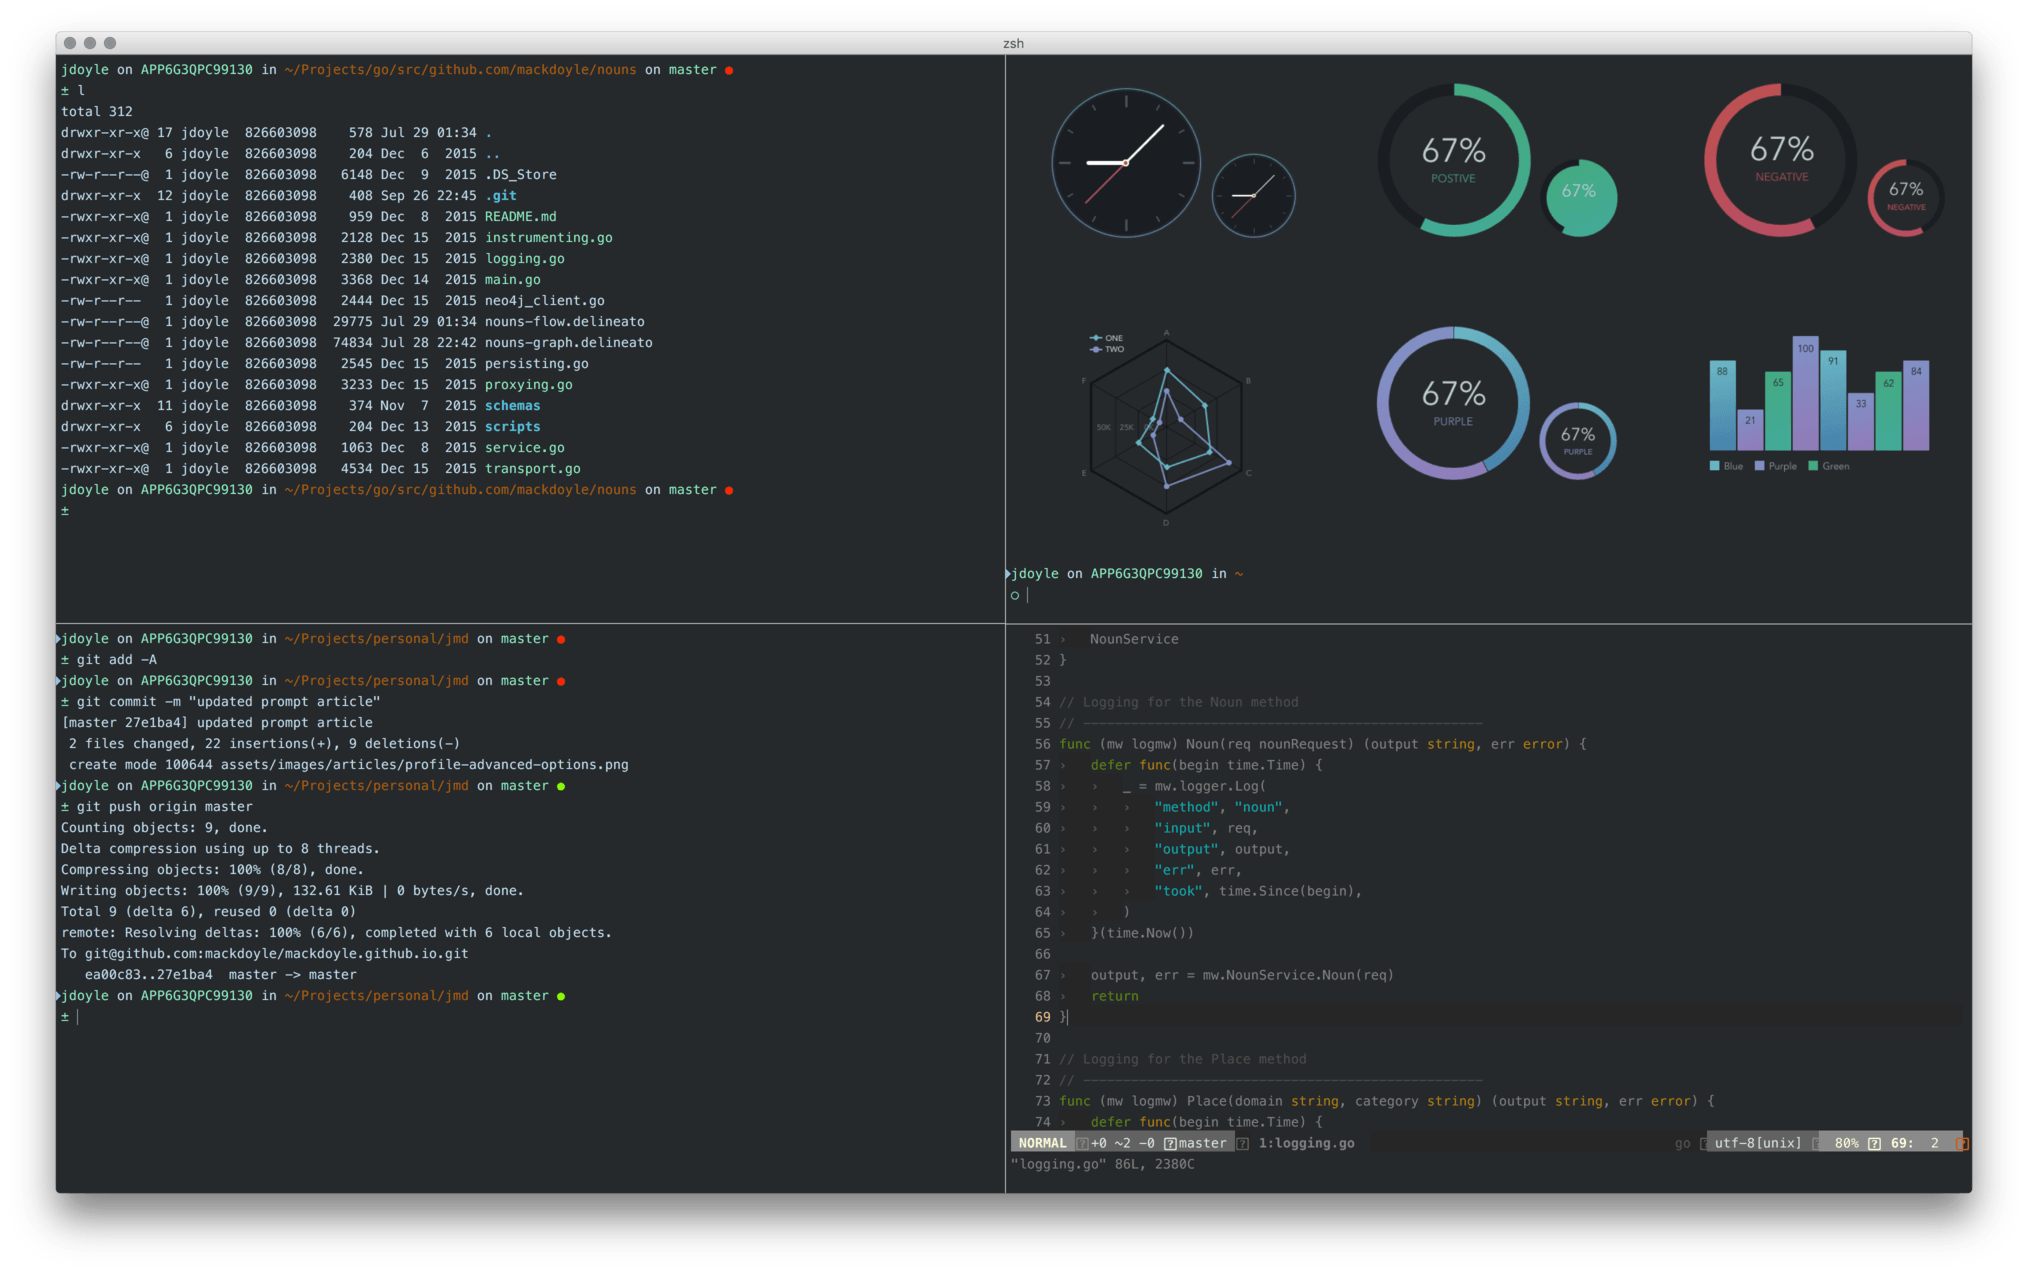 zsh
jdoyle on APP6G3QPC99130 in ~/Projects/go/src/github.com/mackdoyle/nouns on master
± l
total 312
drwxr-xr-x@ 17 jdoyle  826603098    578 Jul 29 01:34 .
drwxr-xr-x   6 jdoyle  826603098    204 Dec  6  2015 ..
-rw-r--r--@  1 jdoyle  826603098   6148 Dec  9  2015 .DS_Store
drwxr-xr-x  12 jdoyle  826603098    408 Sep 26 22:45 .git
-rwxr-xr-x@  1 jdoyle  826603098    959 Dec  8  2015 README.md
-rwxr-xr-x@  1 jdoyle  826603098   2128 Dec 15  2015 instrumenting.go
-rwxr-xr-x@  1 jdoyle  826603098   2380 Dec 15  2015 logging.go
-rwxr-xr-x@  1 jdoyle  826603098   3368 Dec 14  2015 main.go
-rw-r--r--   1 jdoyle  826603098   2444 Dec 15  2015 neo4j_client.go
-rw-r--r--@  1 jdoyle  826603098  29775 Jul 29 01:34 nouns-flow.delineato
-rw-r--r--@  1 jdoyle  826603098  74834 Jul 28 22:42 nouns-graph.delineato
-rw-r--r--   1 jdoyle  826603098   2545 Dec 15  2015 persisting.go
-rwxr-xr-x@  1 jdoyle  826603098   3233 Dec 15  2015 proxying.go
drwxr-xr-x  11 jdoyle  826603098    374 Nov  7  2015 schemas
drwxr-xr-x   6 jdoyle  826603098    204 Dec 13  2015 scripts
-rwxr-xr-x@  1 jdoyle  826603098   1063 Dec  8  2015 service.go
-rwxr-xr-x@  1 jdoyle  826603098   4534 Dec 15  2015 transport.go
jdoyle on APP6G3QPC99130 in ~/Projects/go/src/github.com/mackdoyle/nouns on master
±
67%
POSTIVE
67%
67%
NEGATIVE
67%
NEGATIVE
ONE
TWO
A
B
C
D
E
F
50K 25K
67%
PURPLE
67%
PURPLE
88 21 65 100 91 33 62 84
Blue Purple Green
jdoyle on APP6G3QPC99130 in ~
jdoyle on APP6G3QPC99130 in ~/Projects/personal/jmd on master
± git add -A
jdoyle on APP6G3QPC99130 in ~/Projects/personal/jmd on master
± git commit -m "updated prompt article"
[master 27e1ba4] updated prompt article
 2 files changed, 22 insertions(+), 9 deletions(-)
 create mode 100644 assets/images/articles/profile-advanced-options.png
jdoyle on APP6G3QPC99130 in ~/Projects/personal/jmd on master
± git push origin master
Counting objects: 9, done.
Delta compression using up to 8 threads.
Compressing objects: 100% (8/8), done.
Writing objects: 100% (9/9), 132.61 KiB | 0 bytes/s, done.
Total 9 (delta 6), reused 0 (delta 0)
remote: Resolving deltas: 100% (6/6), completed with 6 local objects.
To git@github.com:mackdoyle/mackdoyle.github.io.git
   ea00c83..27e1ba4  master -> master
jdoyle on APP6G3QPC99130 in ~/Projects/personal/jmd on master
±
51 ›   NounService
52 }
53
54 // Logging for the Noun method
55 // --------------------------------------------------
56 func (mw logmw) Noun(req nounRequest) (output string, err error) {
57 ›   defer func(begin time.Time) {
58 ›   ›   _ = mw.logger.Log(
59 ›   ›   ›   "method", "noun",
60 ›   ›   ›   "input", req,
61 ›   ›   ›   "output", output,
62 ›   ›   ›   "err", err,
63 ›   ›   ›   "took", time.Since(begin),
64 ›   ›   )
65 ›   }(time.Now())
66
67 ›   output, err = mw.NounService.Noun(req)
68 ›   return
69 }
70
71 // Logging for the Place method
72 // --------------------------------------------------
73 func (mw logmw) Place(domain string, category string) (output string, err error) {
74 ›   defer func(begin time.Time) {
NORMAL +0 ~2 -0 master 1:logging.go go utf-8[unix] 80% 69: 2
"logging.go" 86L, 2380C